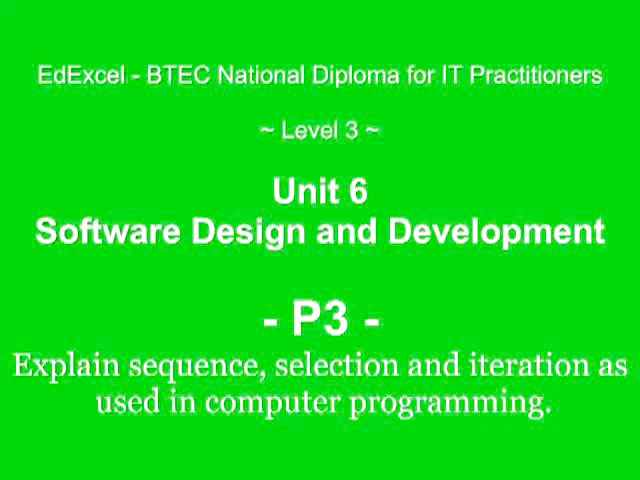 EdExcel - BTEC National Diploma for IT Practitioners
~ Level 3 ~
Unit 6
Software Design and Development
- P3 -
Explain sequence, selection and iteration as
used in computer programming.